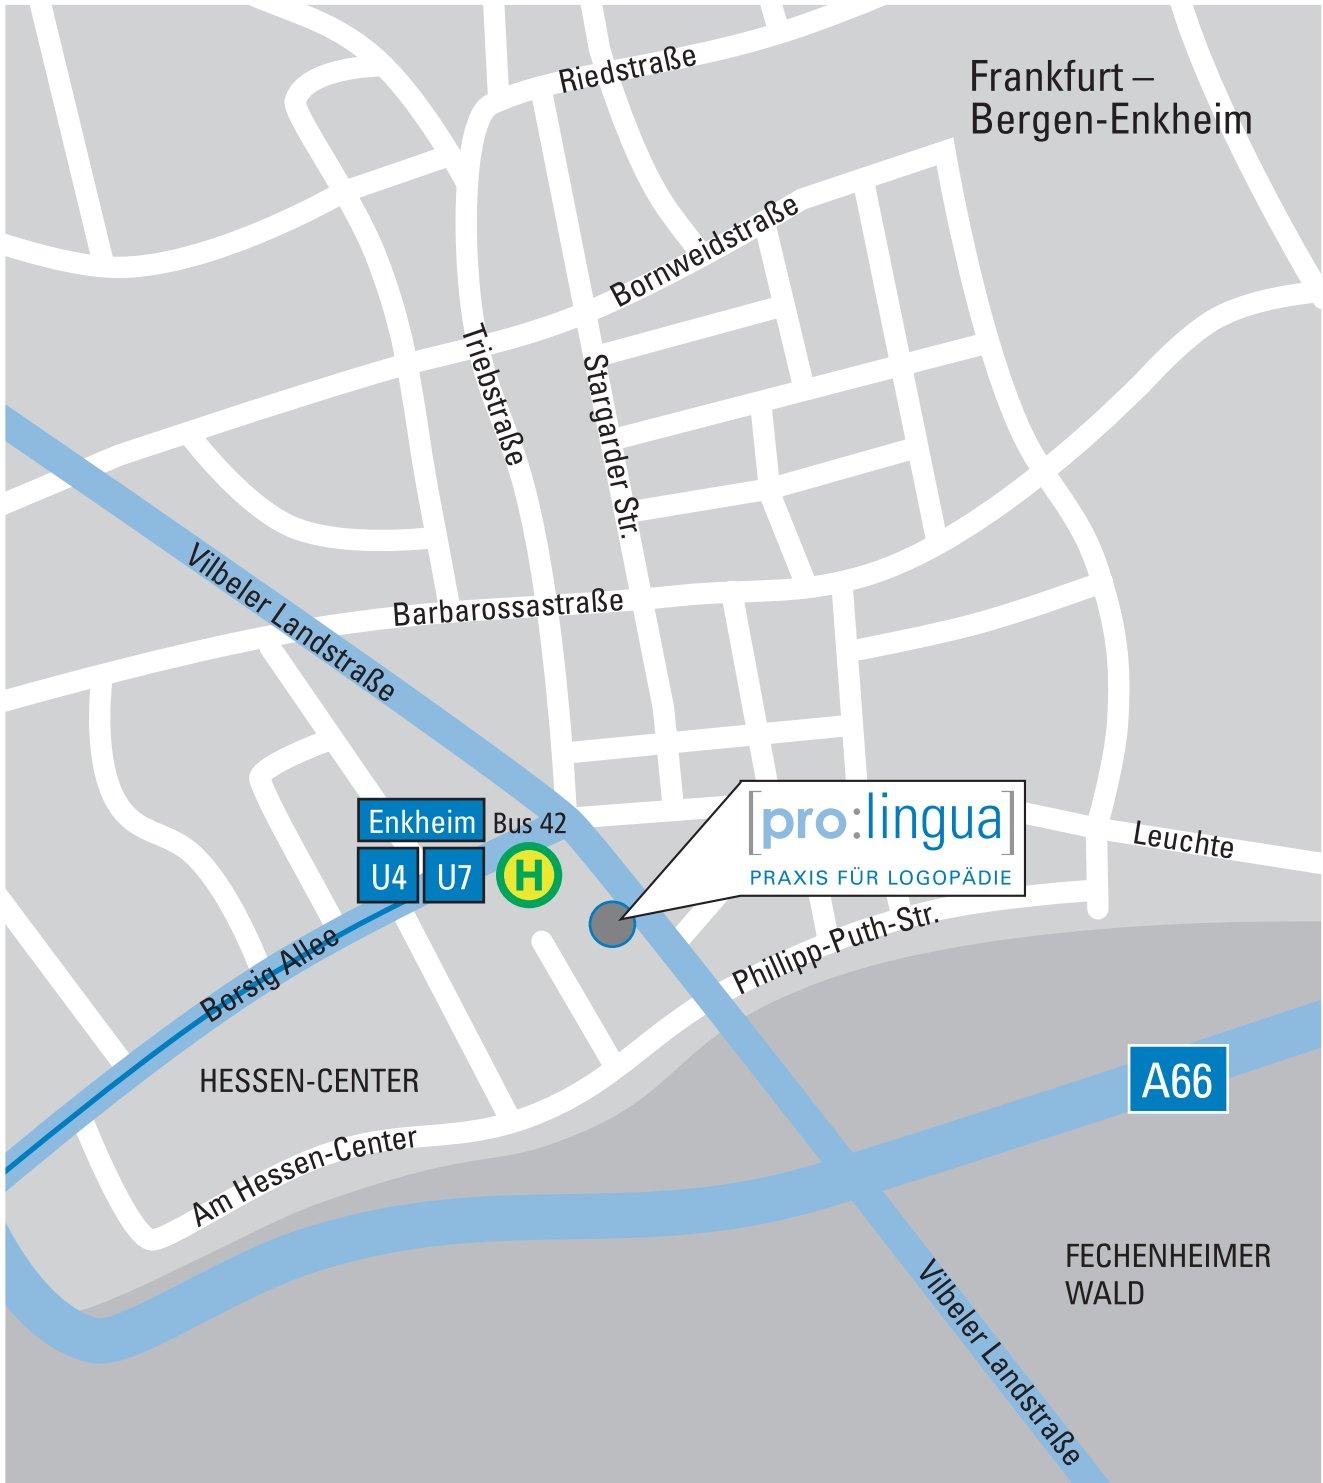 Riedstraße
Frankfurt –
Bergen-Enkheim
Bornweidstraße
Triebstraße
Stargarder Str.
Vilbeler Landstraße
Barbarossastraße
Enkheim
Bus 42
U4
U7
H
[pro:lingua]
PRAXIS FÜR LOGOPÄDIE
Leuchte
Phillipp-Puth-Str.
Borsig Allee
HESSEN-CENTER
A66
Am Hessen-Center
FECHENHEIMER
WALD
Vilbeler Landstraße